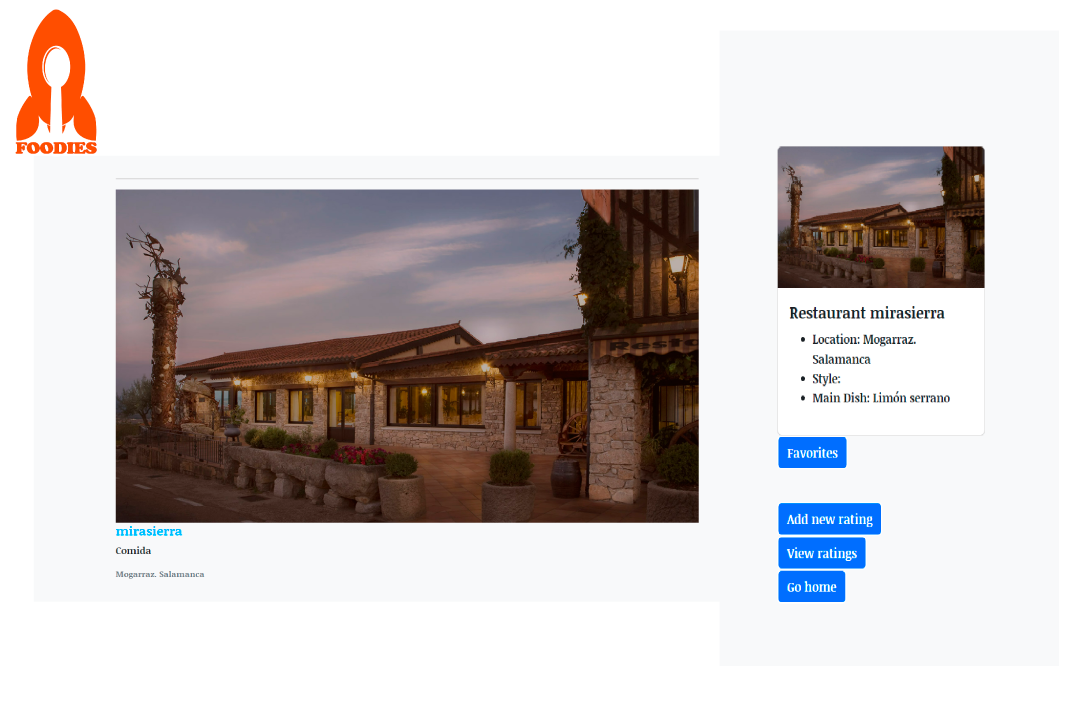 FOODIES
mirasierra
Comida
Mogarraz. Salamanca
Restaurant mirasierra
Location: Mogarraz.
Salamanca
Style:
Main Dish: Limón serrano
Favorites
Add new rating
View ratings
Go home